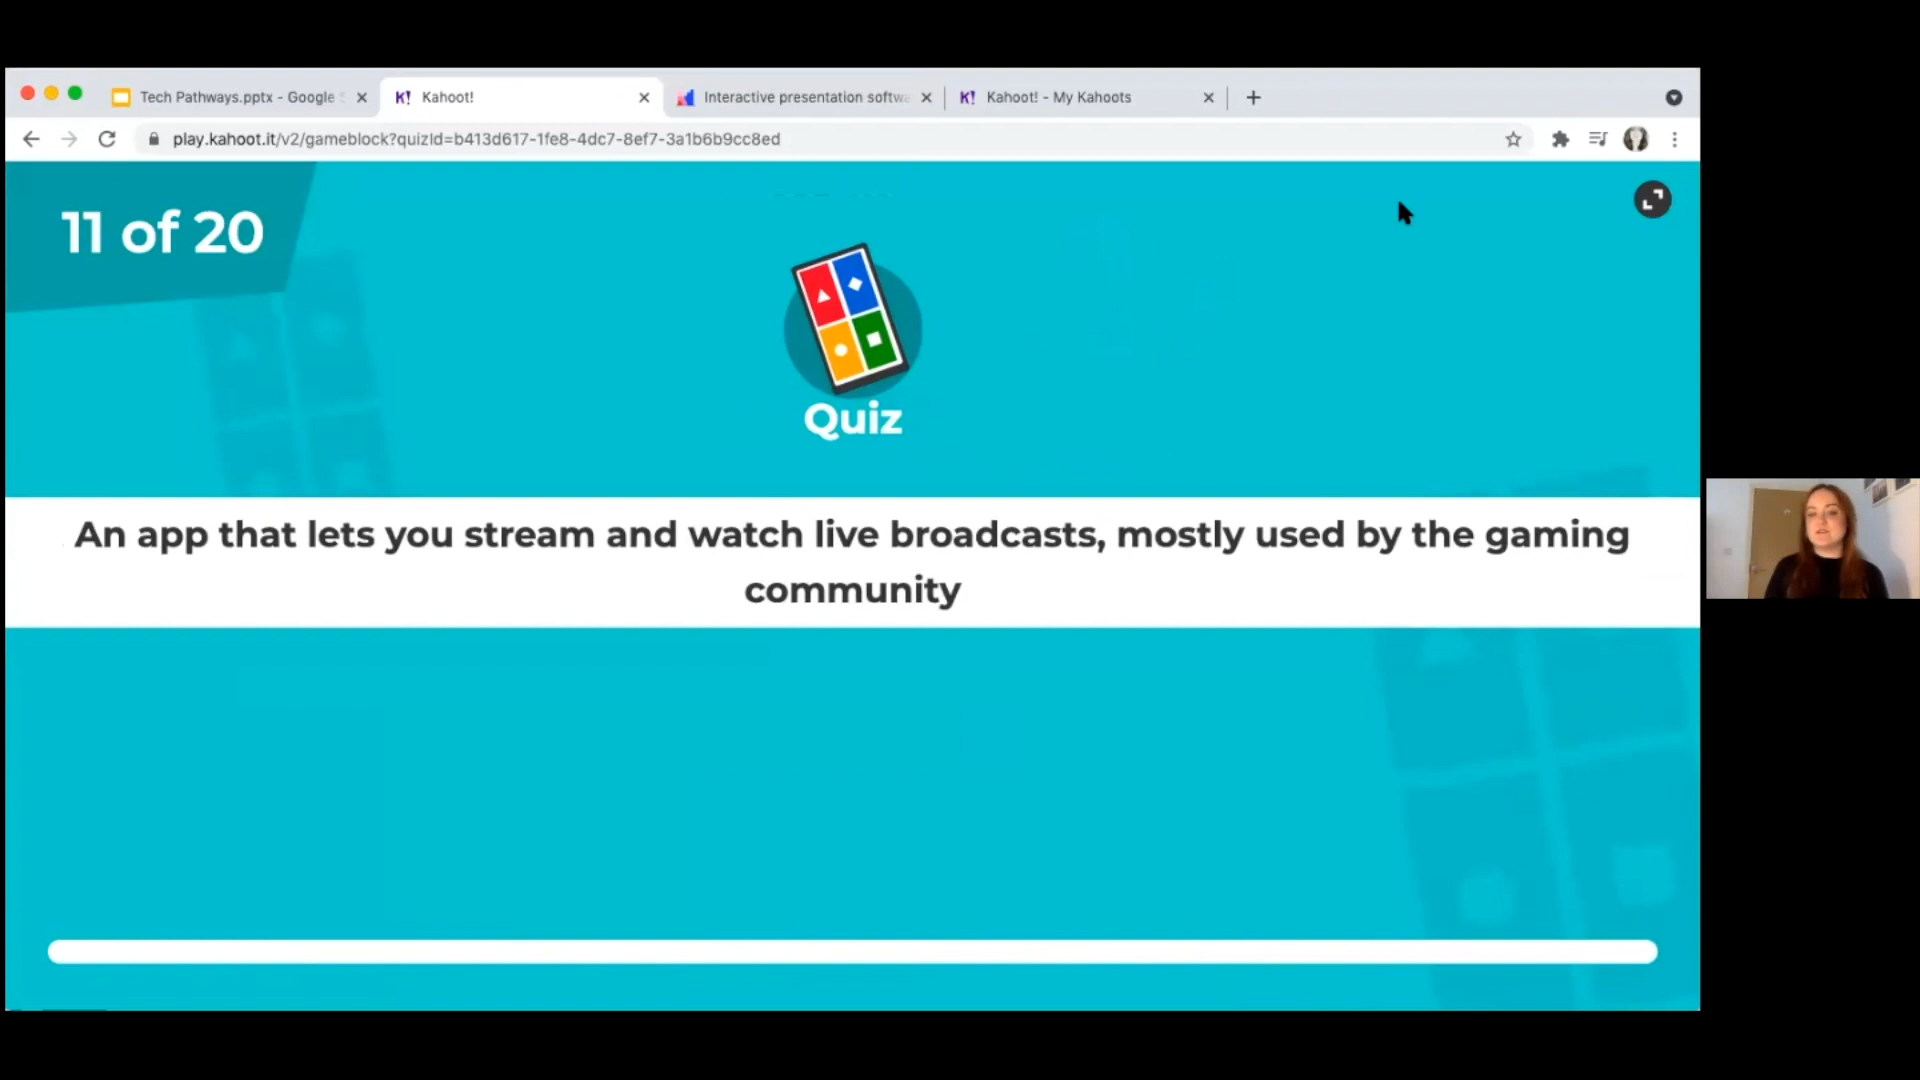 Tech Pathways.pptx - Google
K! Kahoot!
Interactive presentation softwa
K! Kahoot! - My Kahoots
play.kahoot.it/v2/gameblock?quizId=b413d617-1fe8-4dc7-8ef7-3a1b6b9cc8ed
11 of 20
Quiz
An app that lets you stream and watch live broadcasts, mostly used by the gaming
community